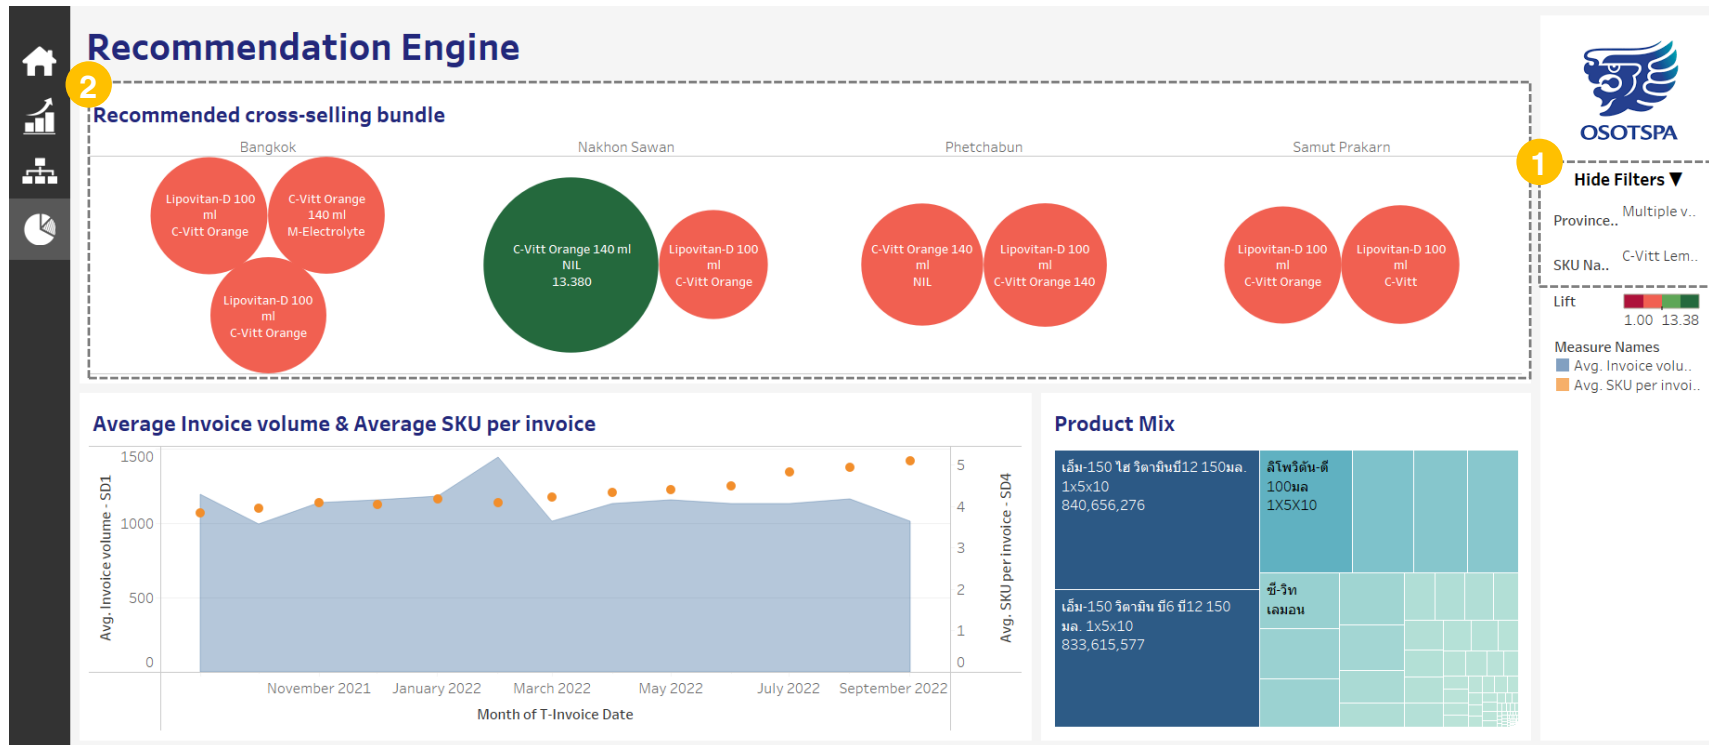 Recommendation Engine
2
Recommended cross-selling bundle
Bangkok
Nakhon Sawan
Phetchabun
Samut Prakarn
Lipovitan-D 100
ml
C-Vitt Orange
C-Vitt Orange
140 ml
M-Electrolyte
Lipovitan-D 100
ml
C-Vitt Orange
C-Vitt Orange 140 ml
NIL
13.380
Lipovitan-D 100
ml
C-Vitt Orange
C-Vitt Orange 140
ml
NIL
Lipovitan-D 100
ml
C-Vitt Orange 140
Lipovitan-D 100
ml
C-Vitt Orange
Lipovitan-D 100
ml
C-Vitt
OSOTSPA
1
Hide Filters ▼
Province..
Multiple v..
SKU Na..
C-Vitt Lem..
Lift
1.00 13.38
Measure Names
Avg. Invoice volu..
Avg. SKU per invoi..
Average Invoice volume & Average SKU per invoice
Avg. Invoice volume - SD1
1500
1000
500
0
5
4
3
2
1
0
Avg. SKU per invoice - SD4
November 2021
January 2022
March 2022
May 2022
July 2022
September 2022
Month of T-Invoice Date
Product Mix
เอ็ม-150 ไฮ วิตามินบี12 150มล.
1x5x10
840,656,276
เอ็ม-150 วิตามิน บี6 บี12 150
มล. 1x5x10
833,615,577
ลิโพวิตัน-ดี
100มล
1X5X10
ซี-วิท
เลมอน